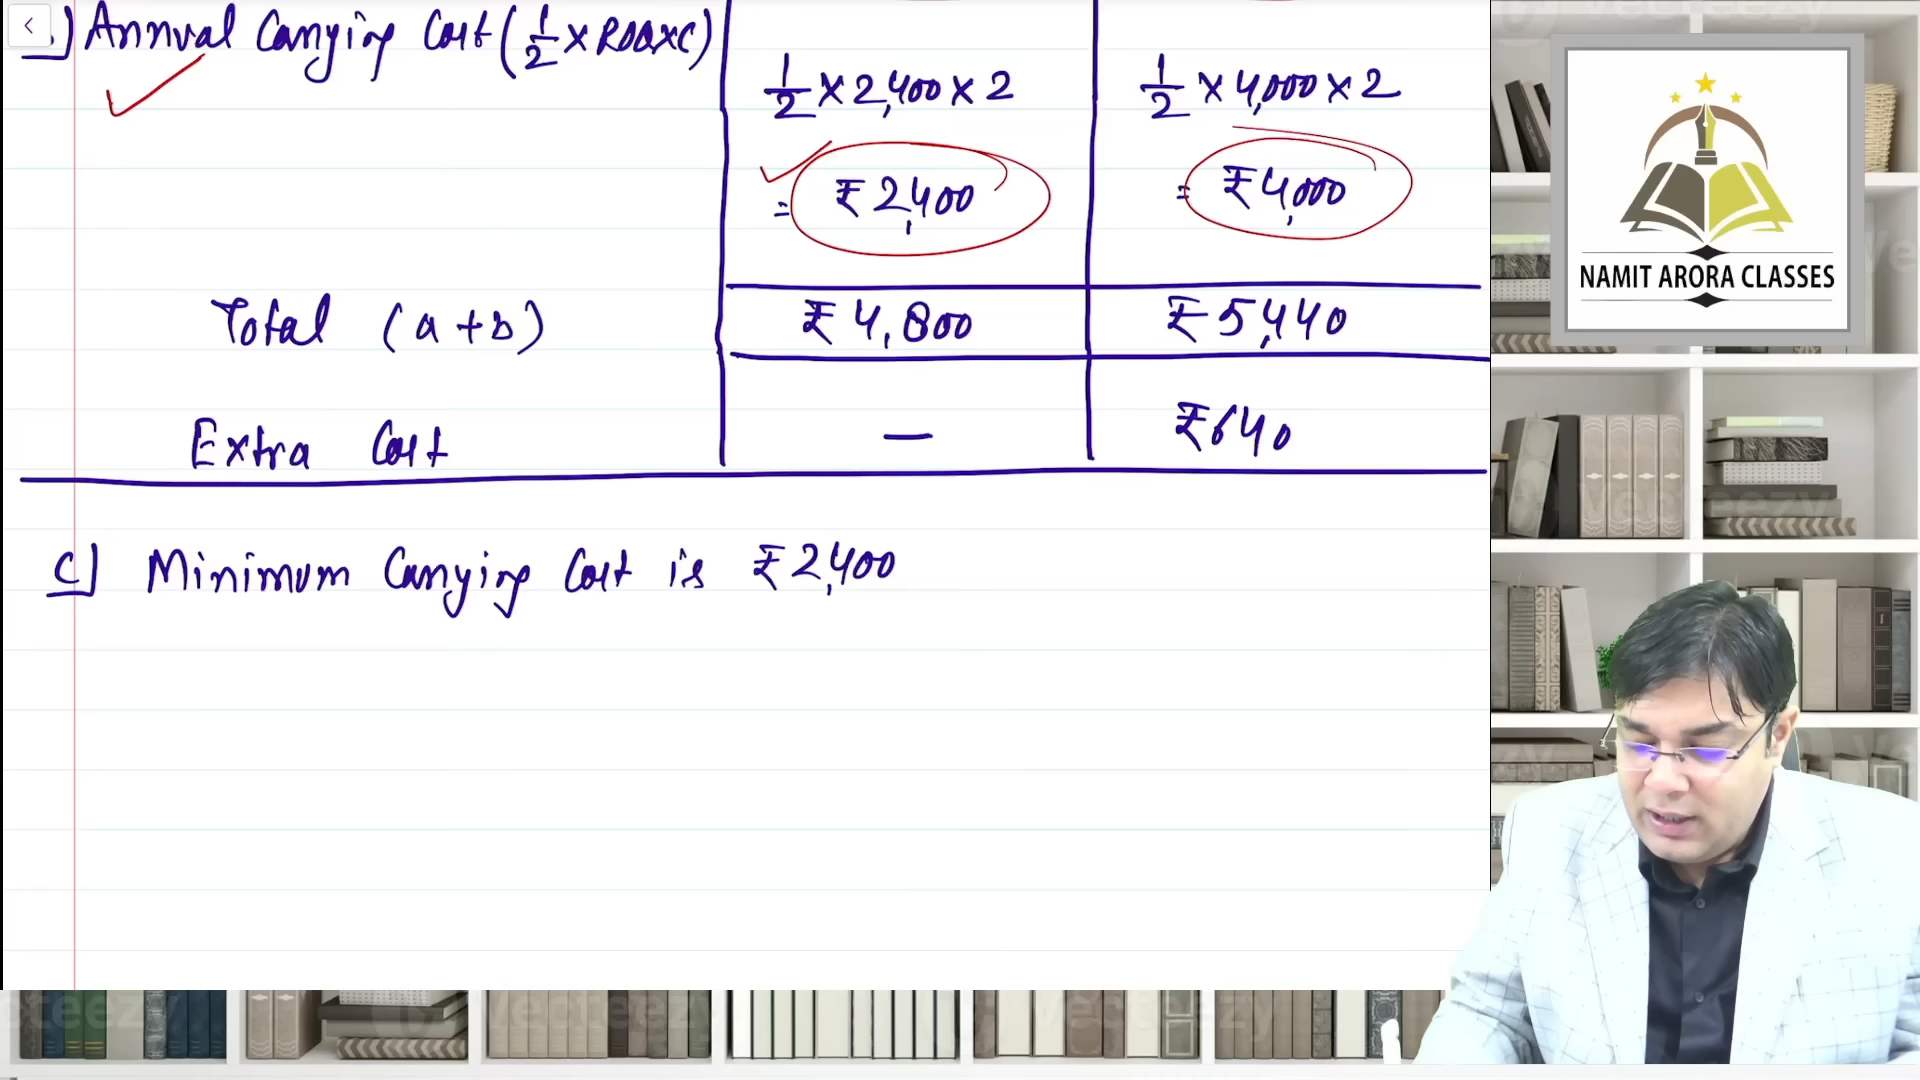 .] Annual Carrying Cost (1/2 × ROQ × C)
1/2 × 2,400 × 2
1/2 × 4,000 × 2
= ₹2,400
= ₹4,000
Total (a+b)
₹4,800
₹5,440
Extra Cost
—
₹640
C] Minimum Carrying Cost is ₹2,400
NAMIT ARORA CLASSES